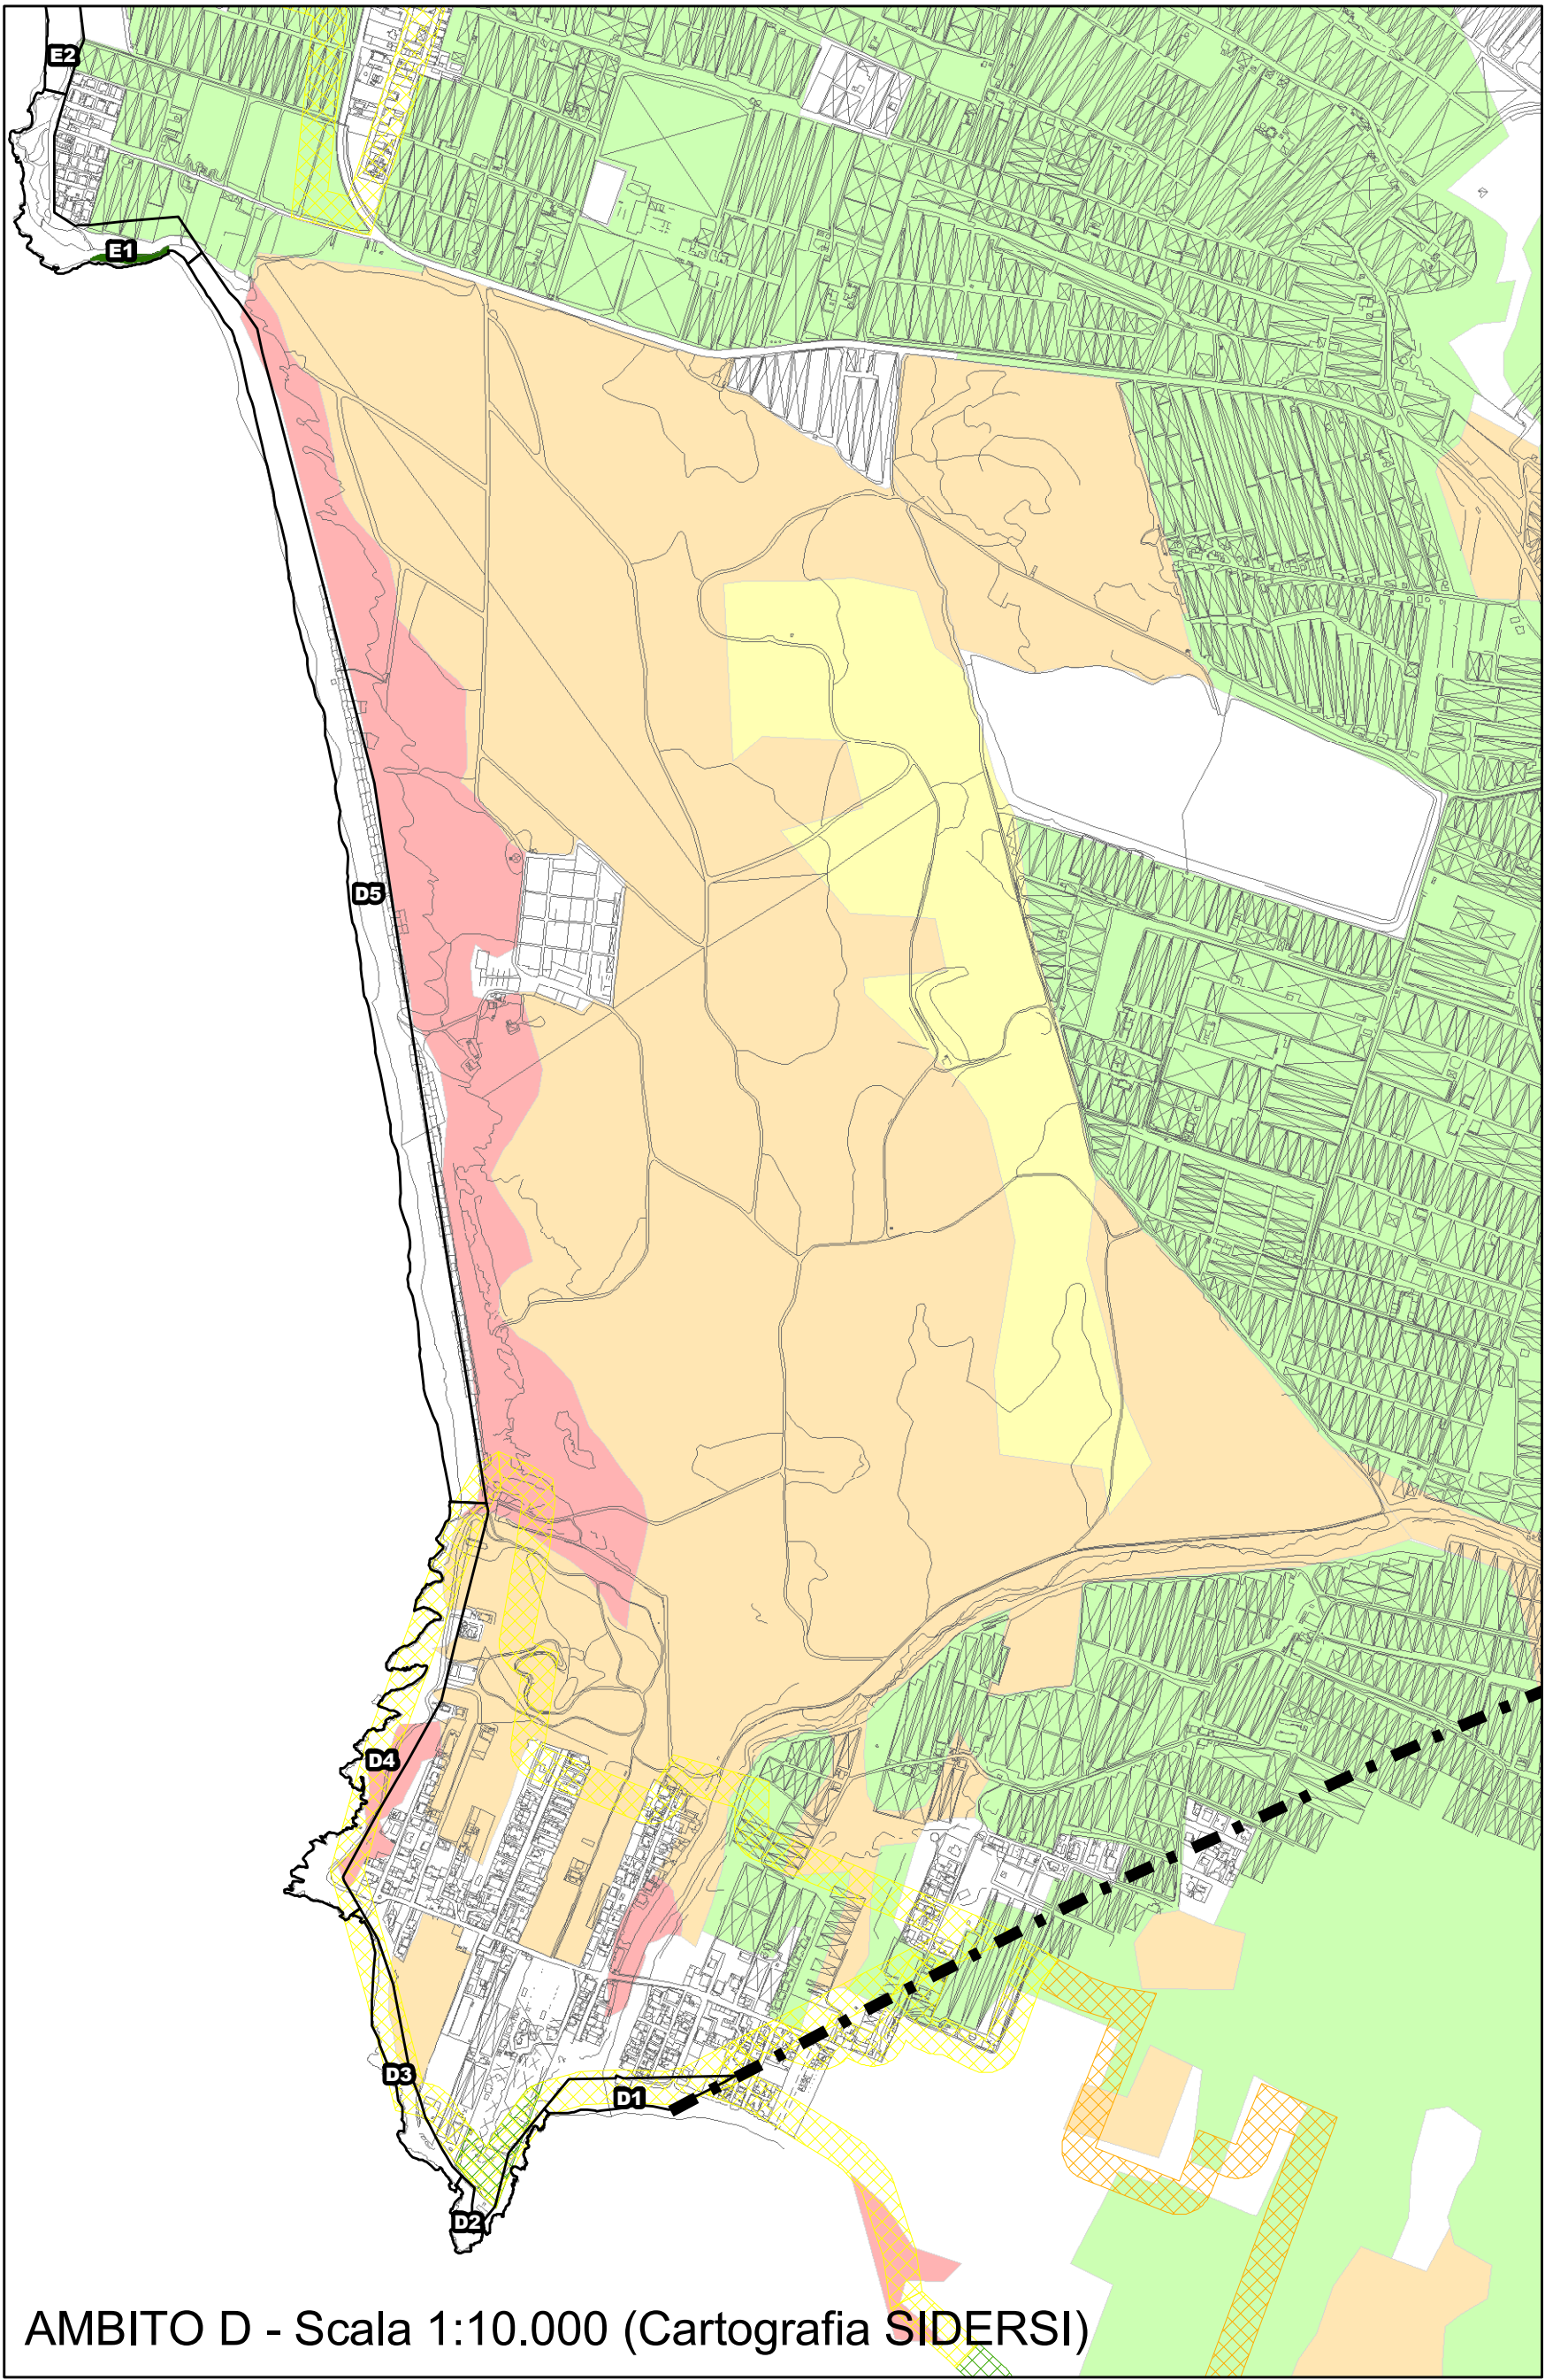 E2
E1
D5
D4
D3
D1
D2
AMBITO D - Scala 1:10.000 (Cartografia SIDERSI)